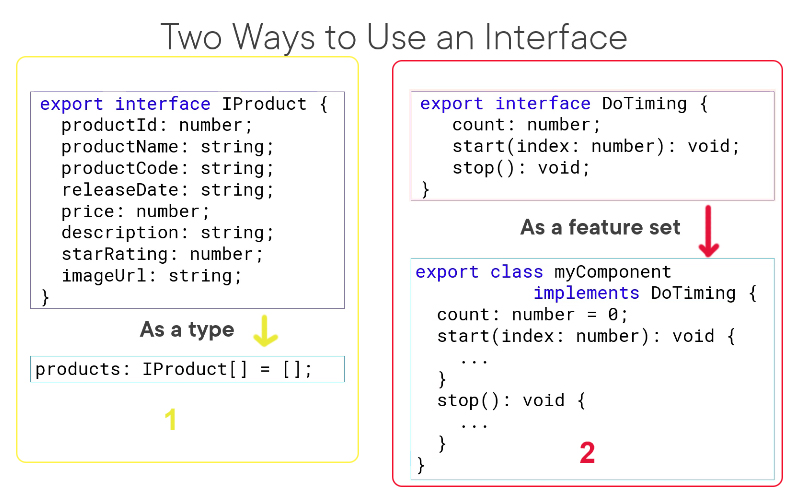 Two Ways to Use an Interface
export interface IProduct {
productId: number;
productName: string;
productCode: string;
releaseDate: string;
price: number;
description: string;
starRating: number;
imageUrl: string;
}
As a type
products: IProduct[] = [];
1
export interface DoTiming {
count: number;
start(index: number): void;
stop(): void;
}
As a feature set
export class myComponent
implements DoTiming {
count: number = 0;
start(index: number): void {
...
}
stop(): void {
...
}
}
2